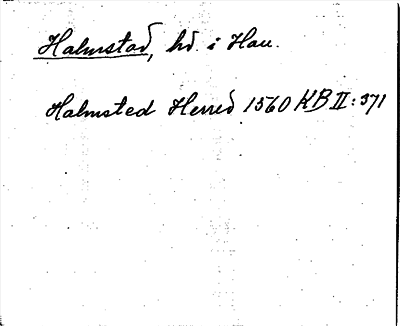 Halmstad, hd. i Hall.
Halmsted Herred 1560 KB II: 371